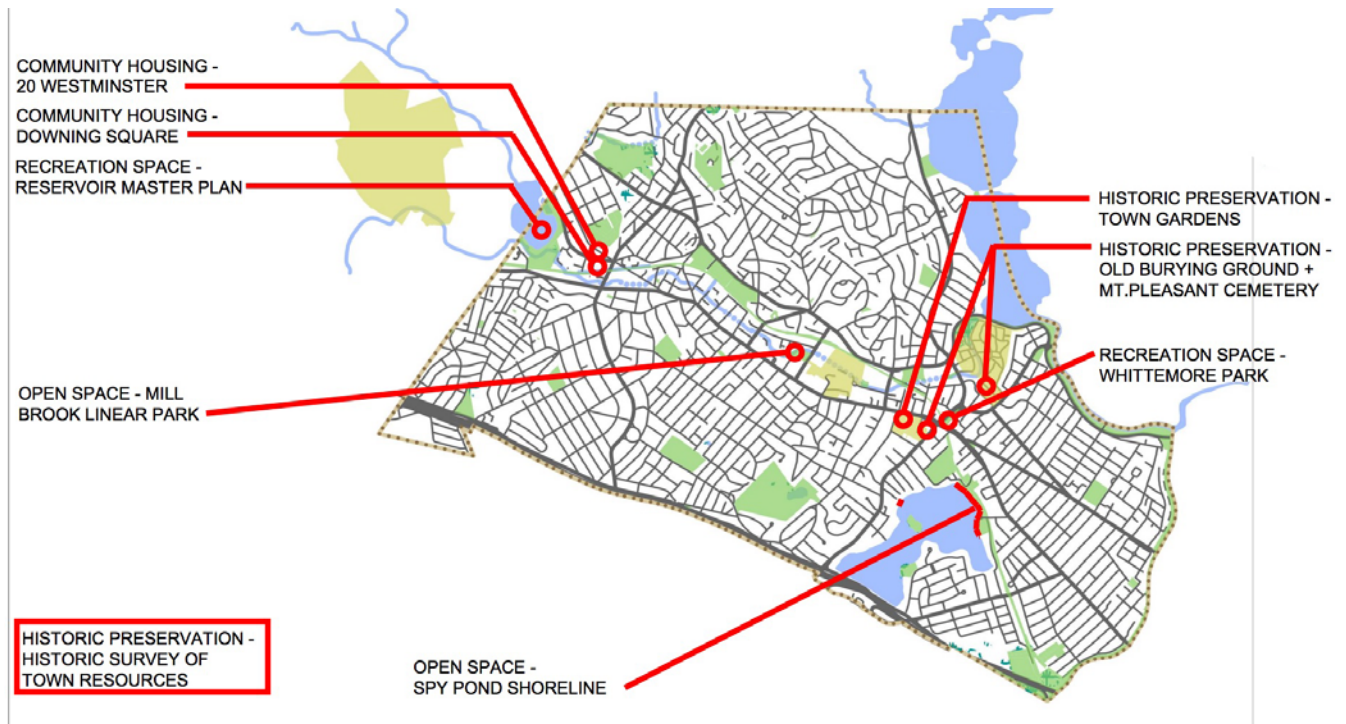 COMMUNITY HOUSING -
20 WESTMINSTER
COMMUNITY HOUSING -
DOWNING SQUARE
RECREATION SPACE -
RESERVOIR MASTER PLAN
OPEN SPACE - MILL
BROOK LINEAR PARK
HISTORIC PRESERVATION -
HISTORIC SURVEY OF
TOWN RESOURCES
OPEN SPACE -
SPY POND SHORELINE
HISTORIC PRESERVATION -
TOWN GARDENS
HISTORIC PRESERVATION -
OLD BURYING GROUND +
MT.PLEASANT CEMETERY
RECREATION SPACE -
WHITTEMORE PARK